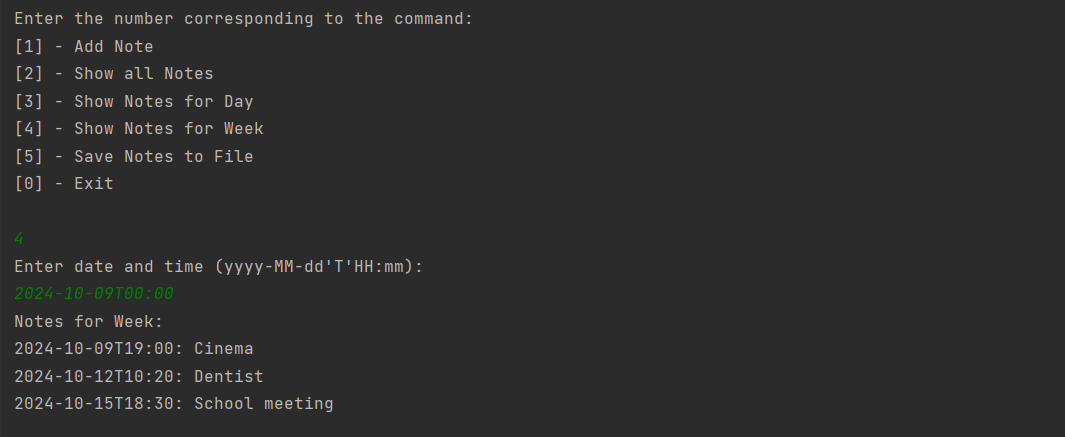 Enter the number corresponding to the command:
[1] - Add Note
[2] - Show all Notes
[3] - Show Notes for Day
[4] - Show Notes for Week
[5] - Save Notes to File
[0] - Exit
4
Enter date and time (yyyy-MM-dd'T'HH:mm):
2024-10-09T00:00
Notes for Week:
2024-10-09T19:00: Cinema
2024-10-12T10:20: Dentist
2024-10-15T18:30: School meeting